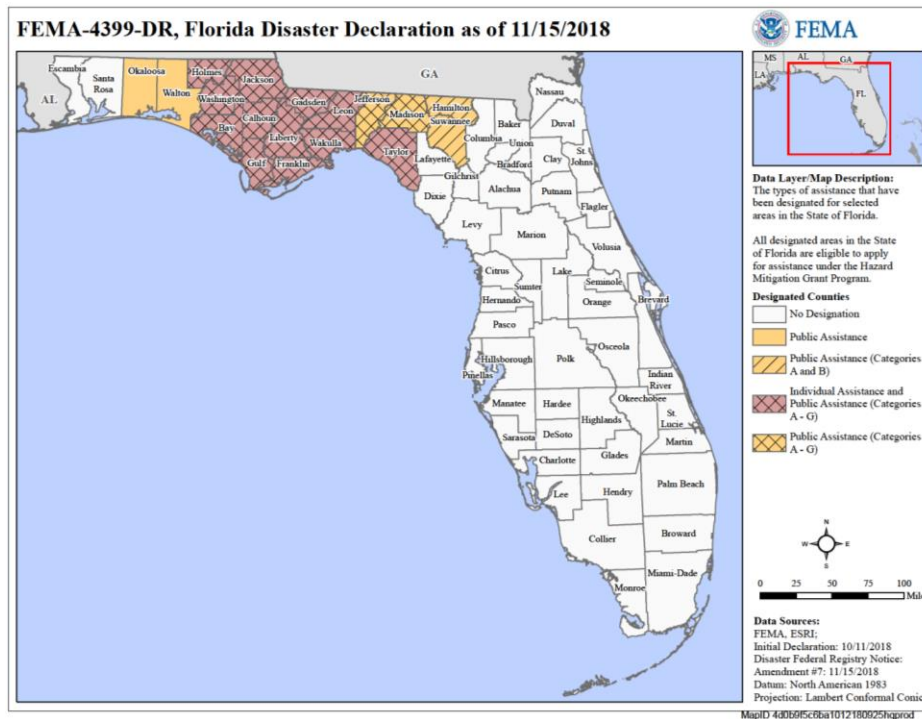 FEMA-4399-DR, Florida Disaster Declaration as of 11/15/2018
FEMA
MS
AL
GA
LA
FL
GA
AL
Escambia
Santa
Rosa
Okaloosa
Walton
Holmes
Jackson
Washington
Bay
Calhoun
Gadsden
Leon
Liberty
Wakulla
Gulf
Franklin
Jefferson
Madison
Hamilton
Suwannee
Taylor
Lafayette
Columbia
Baker
Nassau
Duval
Union
Bradford
Clay
St.
Johns
Gilchrist
Dixie
Alachua
Putnam
Flagler
Levy
Marion
Volusia
Citrus
Sumter
Lake
Seminole
Hernando
Orange
Brevard
Pasco
Osceola
Hillsborough
Polk
Pinellas
Indian
River
Manatee
Hardee
Okeechobee
Highlands
St.
Lucie
Sarasota
DeSoto
Martin
Charlotte
Glades
Lee
Hendry
Palm Beach
Collier
Broward
Miami-Dade
Monroe
Data Layer/Map Description:
The types of assistance that have
been designated for selected
areas in the State of Florida.
All designated areas in the State
of Florida are eligible to apply
for assistance under the Hazard
Mitigation Grant Program.
Designated Counties
No Designation
Public Assistance
Public Assistance (Categories
A and B)
Individual Assistance and
Public Assistance (Categories
A - G)
Public Assistance (Categories
A - G)
N
W
E
S
0 25 50 75 100
Mile
Data Sources:
FEMA, ESRI;
Initial Declaration: 10/11/2018
Disaster Federal Registry Notice:
Amendment #7: 11/15/2018
Datum: North American 1983
Projection: Lambert Conformal Conic
MapID 4d0b9f5c6ba1012180925hqprod